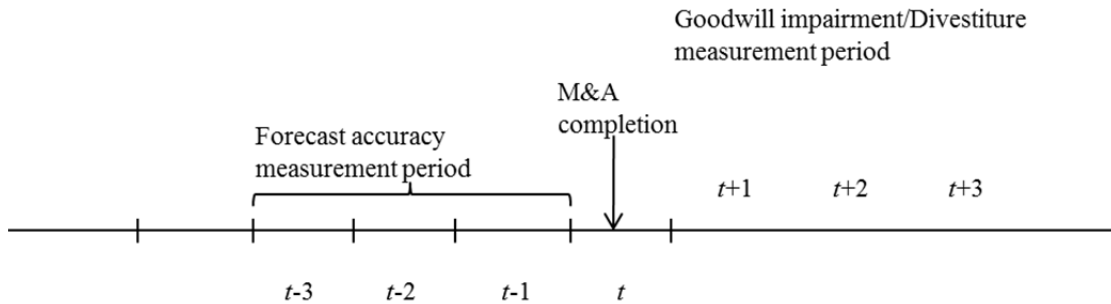 Goodwill impairment/Divestiture
measurement period
M&A
completion
Forecast accuracy
measurement period
t+1 t+2 t+3
t-3 t-2 t-1 t